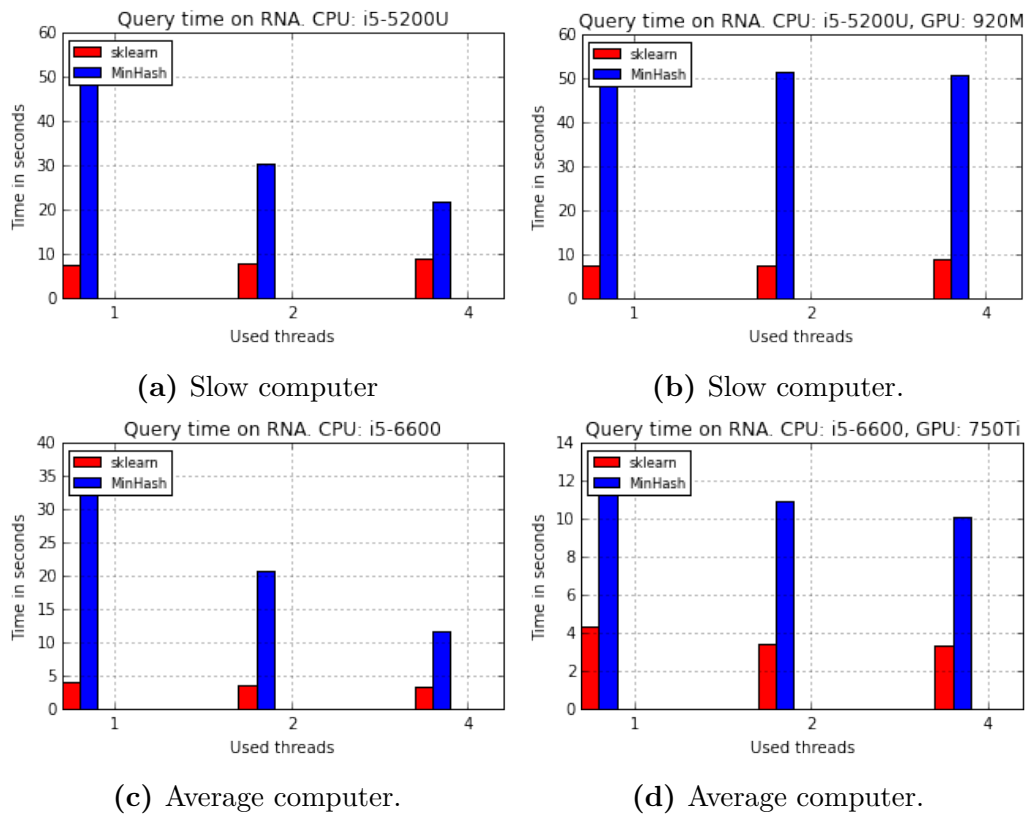 Query time on RNA. CPU: i5-5200U
60
50
40
30
20
10
0
Time in seconds
sklearn
MinHash
1
2
4
Used threads
(a) Slow computer
Query time on RNA. CPU: i5-5200U, GPU: 920M
60
50
40
30
20
10
0
Time in seconds
sklearn
MinHash
1
2
4
Used threads
(b) Slow computer.
Query time on RNA. CPU: i5-6600
40
35
30
25
20
15
10
5
0
Time in seconds
sklearn
MinHash
1
2
4
Used threads
(c) Average computer.
Query time on RNA. CPU: i5-6600, GPU: 750Ti
14
12
10
8
6
4
2
0
Time in seconds
sklearn
MinHash
1
2
4
Used threads
(d) Average computer.